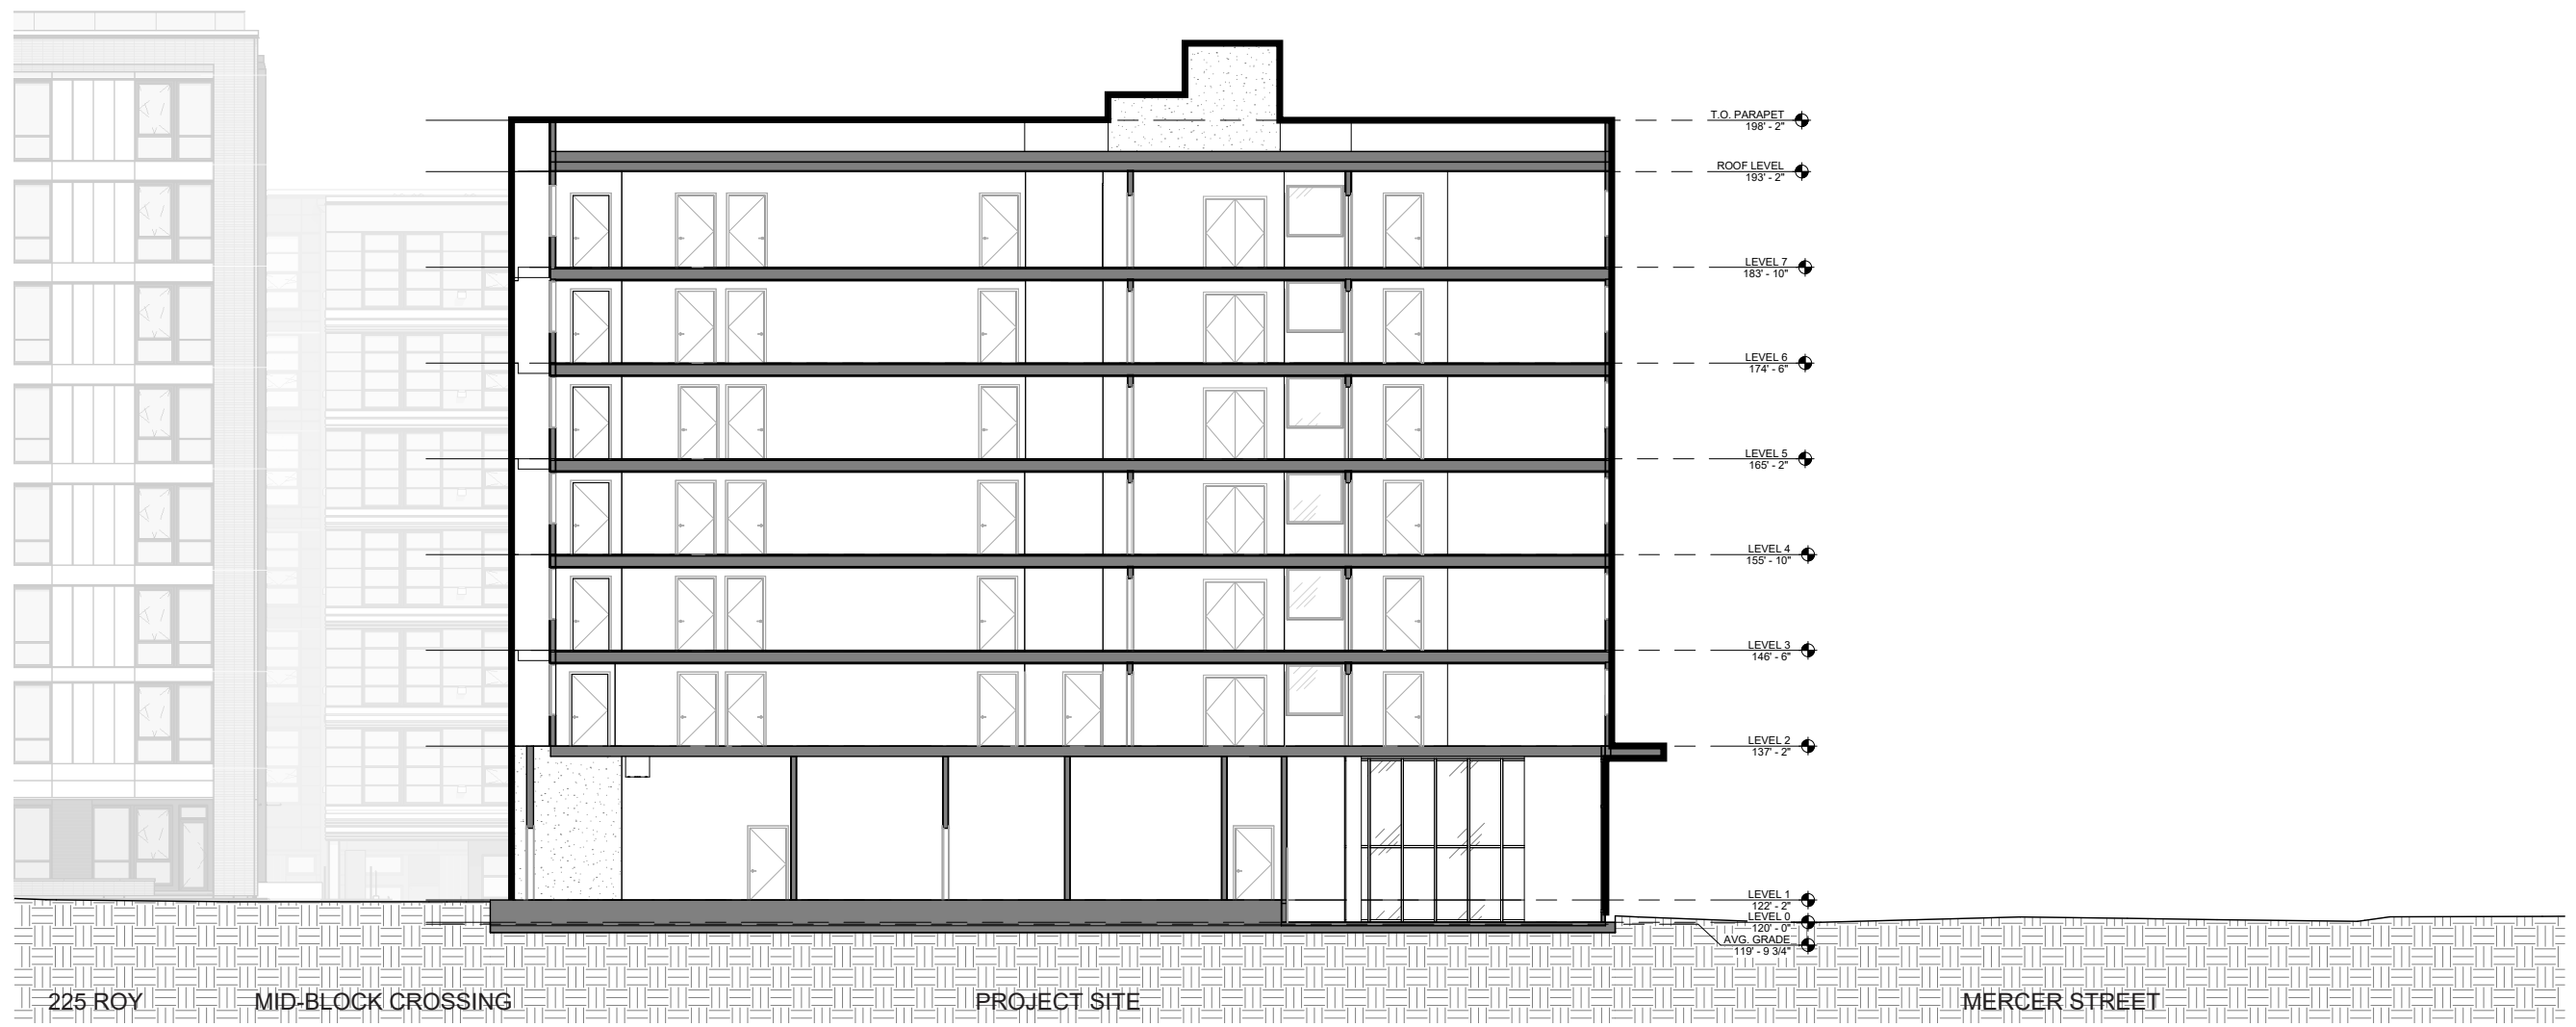 T.O. PARAPET
198' - 2"
ROOF LEVEL
193' - 2"
LEVEL 7
183' - 10"
LEVEL 6
174' - 6"
LEVEL 5
165' - 2"
LEVEL 4
155' - 10"
LEVEL 3
146' - 6"
LEVEL 2
137' - 2"
LEVEL 1
122' - 2"
LEVEL 0
120' - 0"
AVG. GRADE
119' - 9 3/4"
225 ROY MID-BLOCK CROSSING PROJECT SITE MERCER STREET